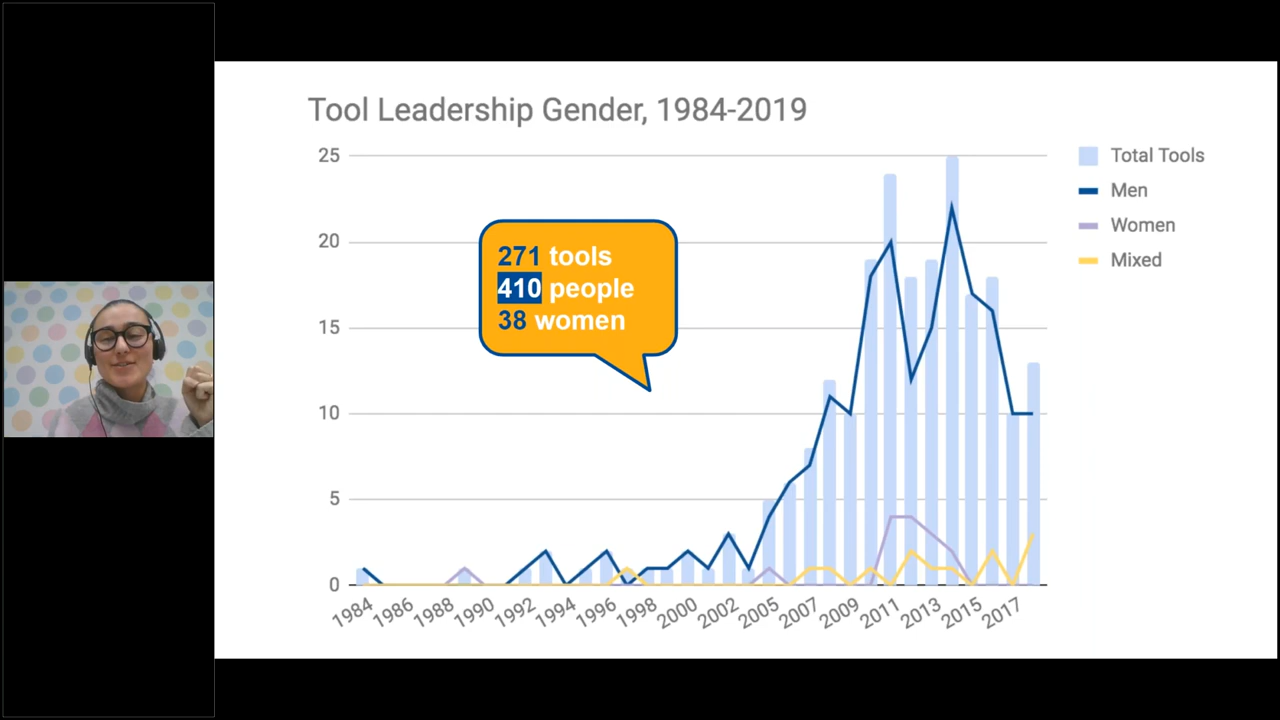 Tool Leadership Gender, 1984-2019
25
20
15
10
5
0
271 tools
410 people
38 women
Total Tools
Men
Women
Mixed
1984
1986
1988
1990
1992
1994
1996
1998
2000
2002
2005
2007
2009
2011
2013
2015
2017